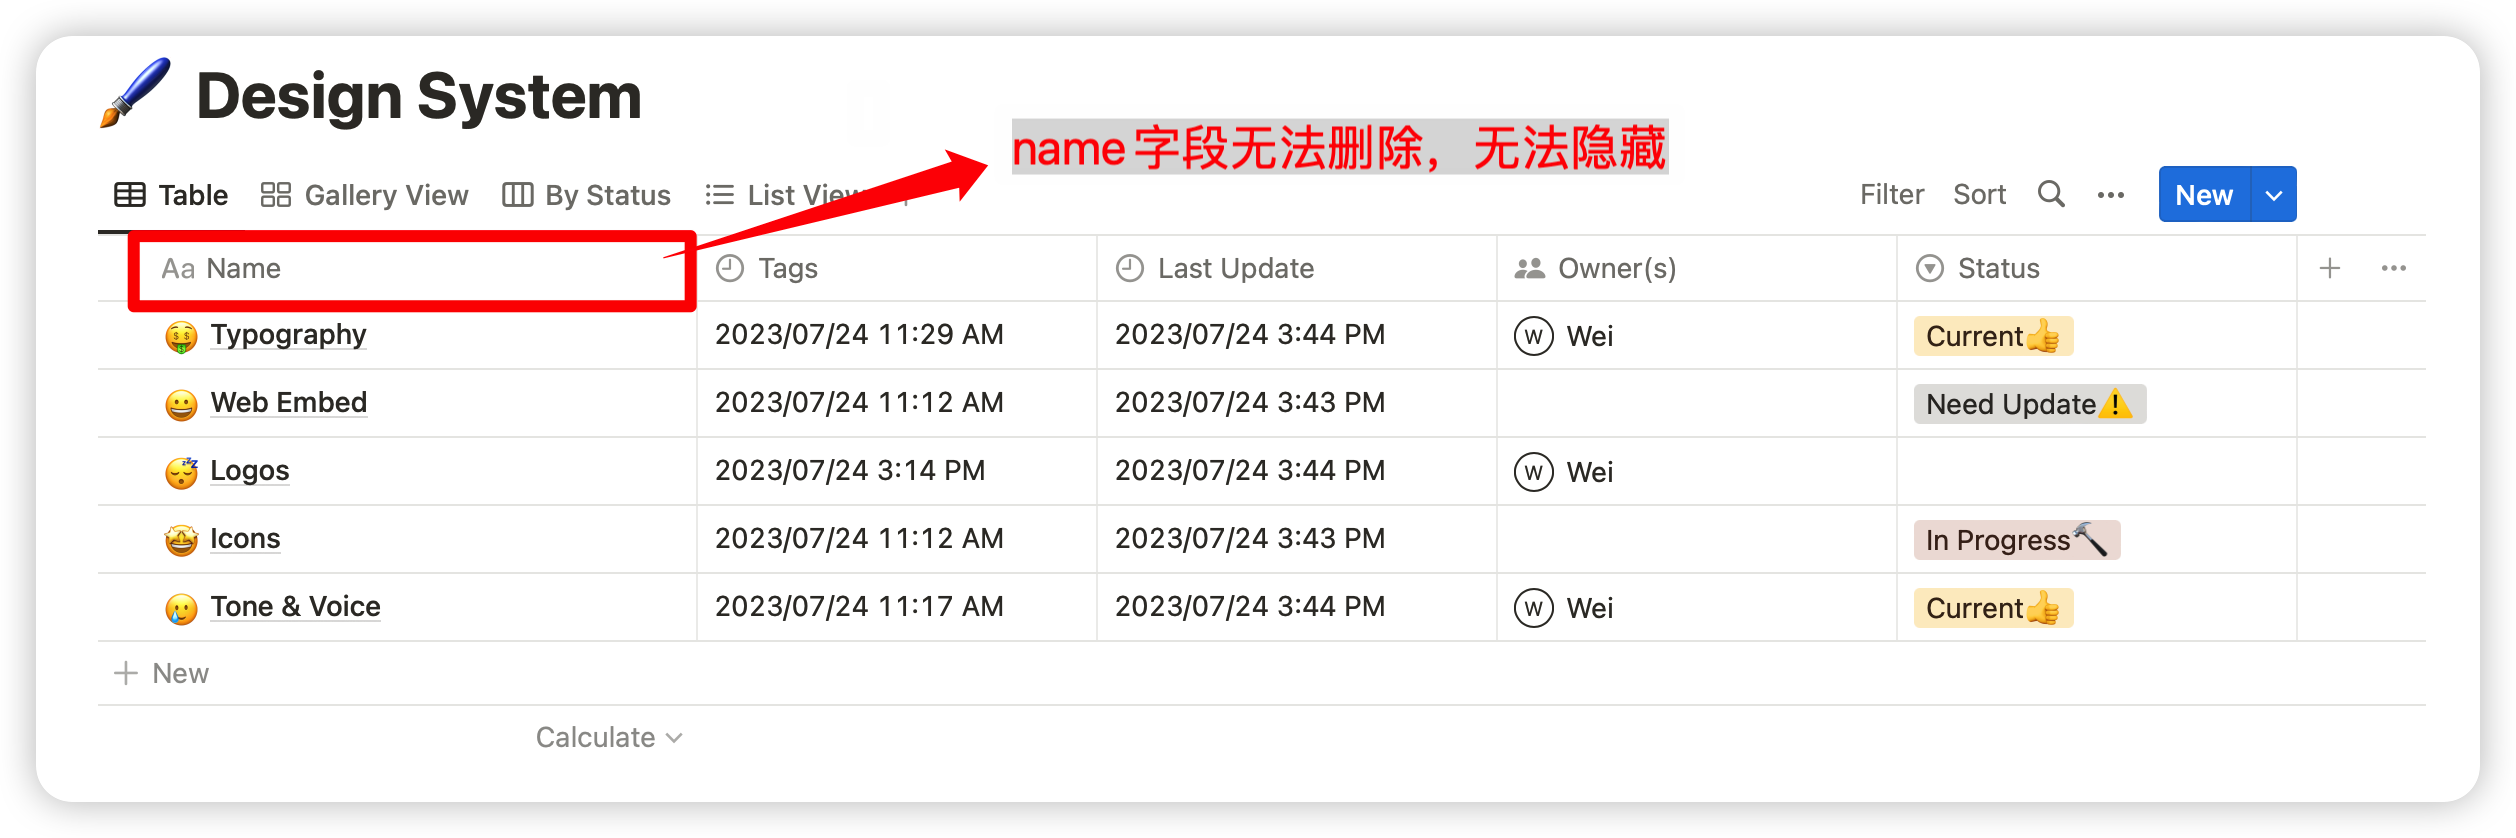 Design System
name字段无法删除，无法隐藏
Table Gallery View By Status List View Filter Sort New
Aa Name Tags Last Update Owner(s) Status
Typography 2023/07/24 11:29 AM 2023/07/24 3:44 PM W Wei Current👍
Web Embed 2023/07/24 11:12 AM 2023/07/24 3:43 PM Need Update⚠️
Logos 2023/07/24 3:14 PM 2023/07/24 3:44 PM W Wei
Icons 2023/07/24 11:12 AM 2023/07/24 3:43 PM In Progress🔨
Tone & Voice 2023/07/24 11:17 AM 2023/07/24 3:44 PM W Wei Current👍
+ New
Calculate